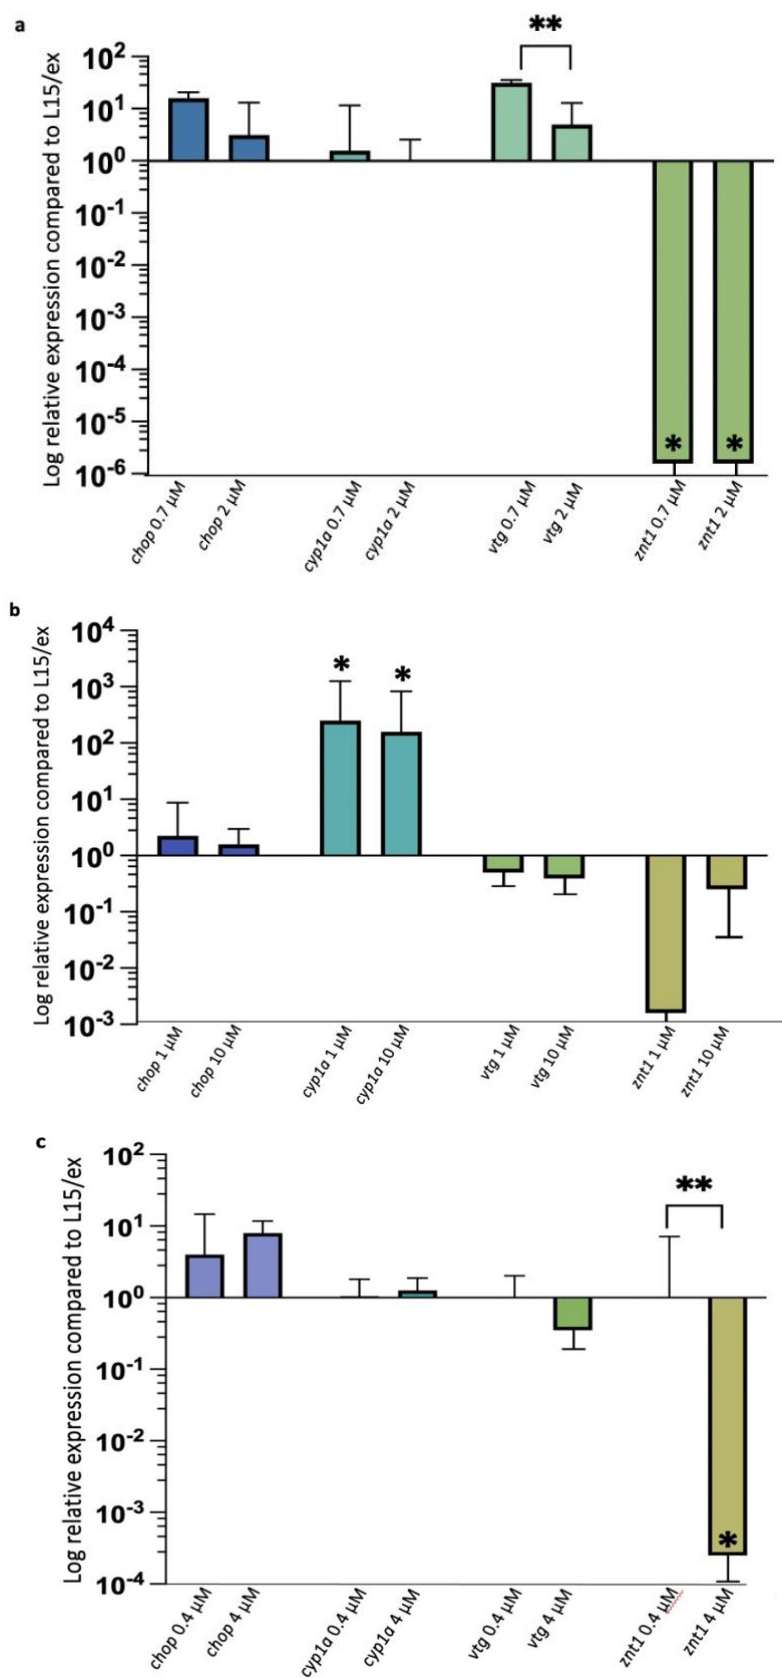 a
**
Log relative expression compared to L15/ex
10²
10¹
10⁰
10⁻¹
10⁻²
10⁻³
10⁻⁴
10⁻⁵
10⁻⁶
* *
chop 0.7 µM
chop 2 µM
cyp1a 0.7 µM
cyp1a 2 µM
vtg 0.7 µM
vtg 2 µM
znt1 0.7 µM
znt1 2 µM
b
Log relative expression compared to L15/ex
10⁴
10³
10²
10¹
10⁰
10⁻¹
10⁻²
10⁻³
* *
chop 1 µM
chop 10 µM
cyp1a 1 µM
cyp1a 10 µM
vtg 1 µM
vtg 10 µM
znt1 1 µM
znt1 10 µM
c
Log relative expression compared to L15/ex
10²
10¹
10⁰
10⁻¹
10⁻²
10⁻³
10⁻⁴
**
*
chop 0.4 µM
chop 4 µM
cyp1a 0.4 µM
cyp1a 4 µM
vtg 0.4 µM
vtg 4 µM
znt1 0.4 µM
znt1 4 µM